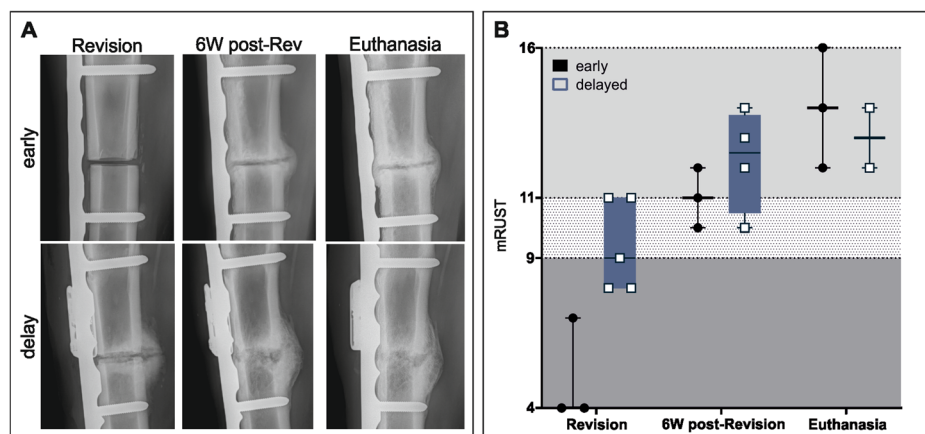 A
Revision
6W post-Rev
Euthanasia
early
delay
B
16
early
delayed
11
mRUST
9
4
Revision
6W post-Revision
Euthanasia